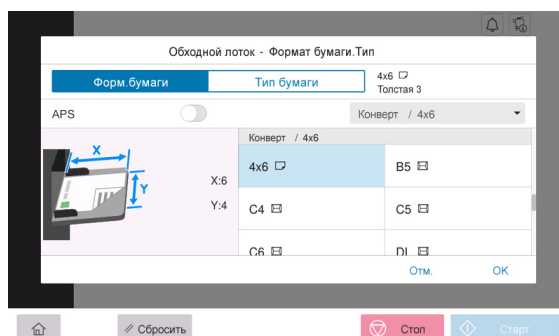 Обходной лоток - Формат бумаги.Тип
Форм.бумаги
Тип бумаги
4x6
Толстая 3
APS
Конверт / 4x6
Конверт / 4x6
X
Y
X:6
Y:4
4x6
B5
C4
C5
C6
DL
Отм.
OK
Сбросить
Стоп
Старт